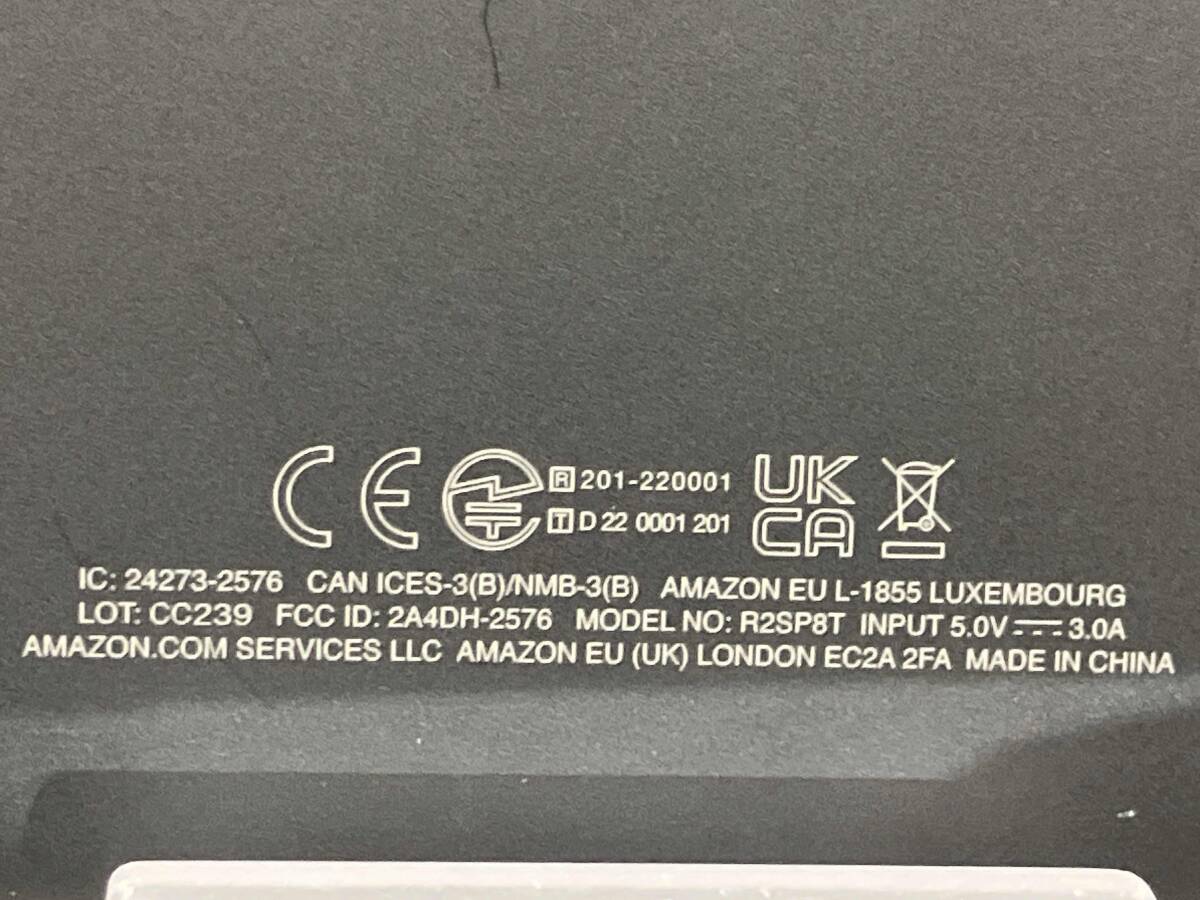 CE R 201-220001 UK
T D 22 0001 201 CA
IC: 24273-2576 CAN ICES-3(B)/NMB-3(B) AMAZON EU L-1855 LUXEMBOURG
LOT: CC239 FCC ID: 2A4DH-2576 MODEL NO: R2SP8T INPUT 5.0V⎓3.0A
AMAZON.COM SERVICES LLC AMAZON EU (UK) LONDON EC2A 2FA MADE IN CHINA